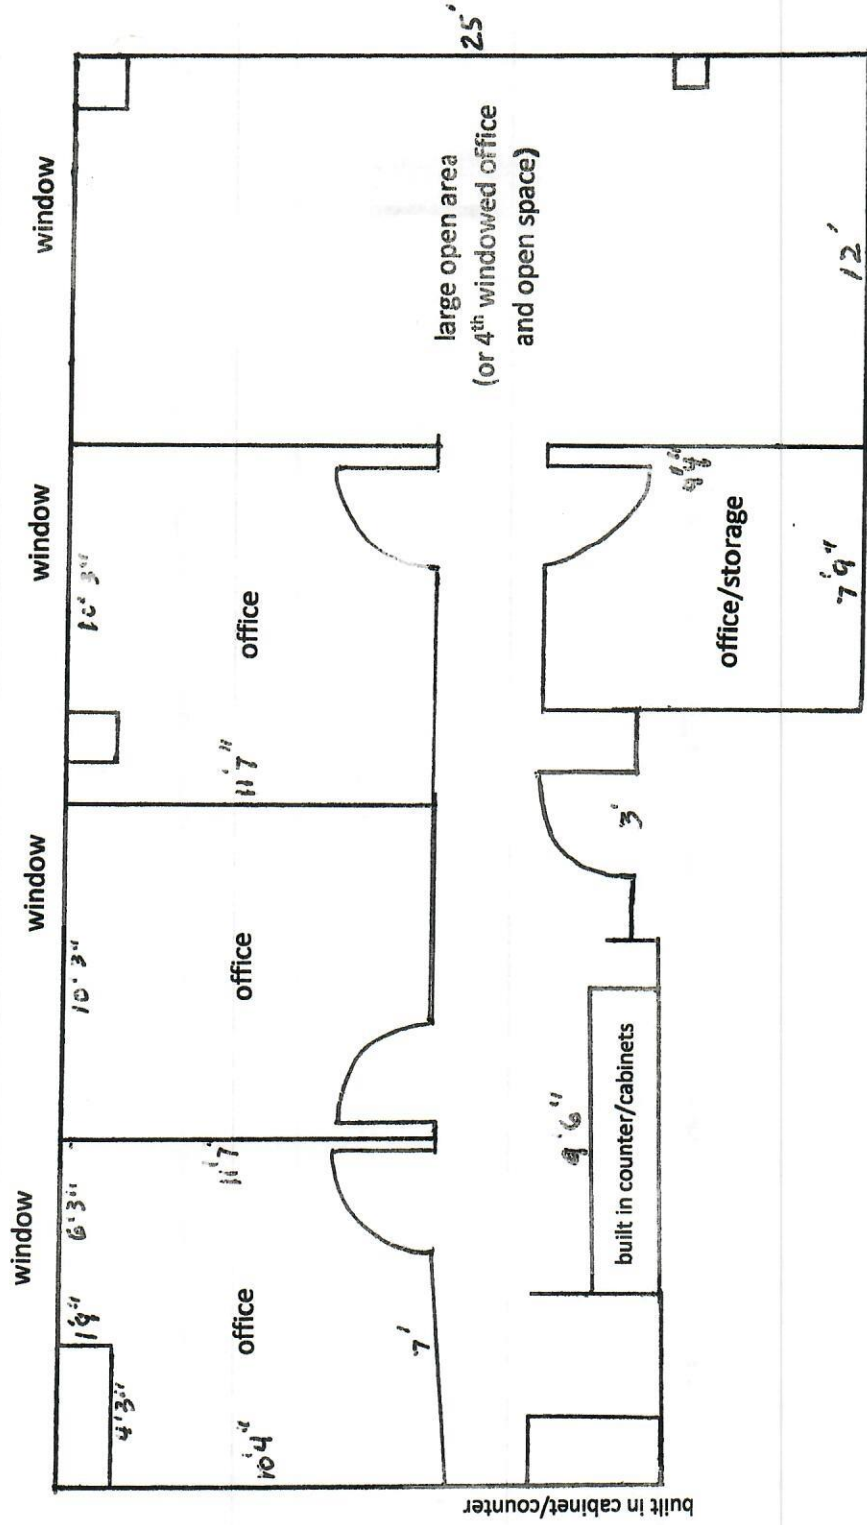 window
window
window
window
1'9"
6'3"
10'3"
10'3"
4'3"
office
office
office
10'4"
11'7"
11'7"
7'
large open area
(or 4th windowed office
and open space)
25'
built in cabinet/counter
9'6"
built in counter/cabinets
3'
office/storage
7'9"
12'